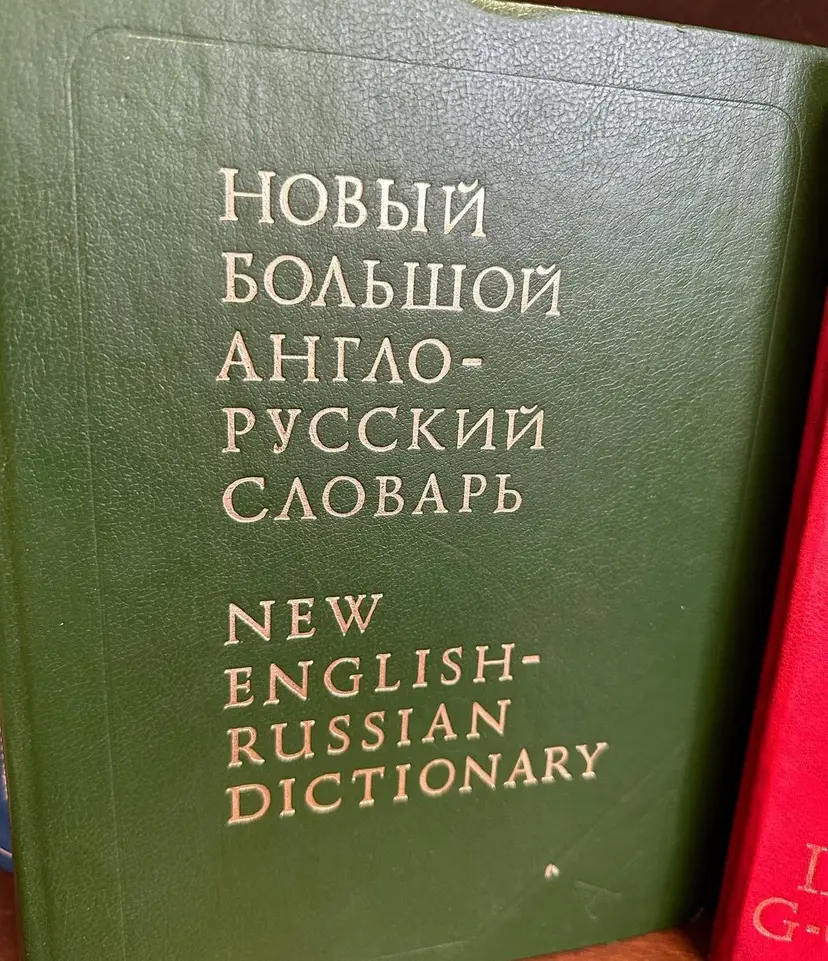 НОВЫЙ
БОЛЬШОЙ
АНГЛО-
РУССКИЙ
СЛОВАРЬ
NEW
ENGLISH-
RUSSIAN
DICTIONARY
G-